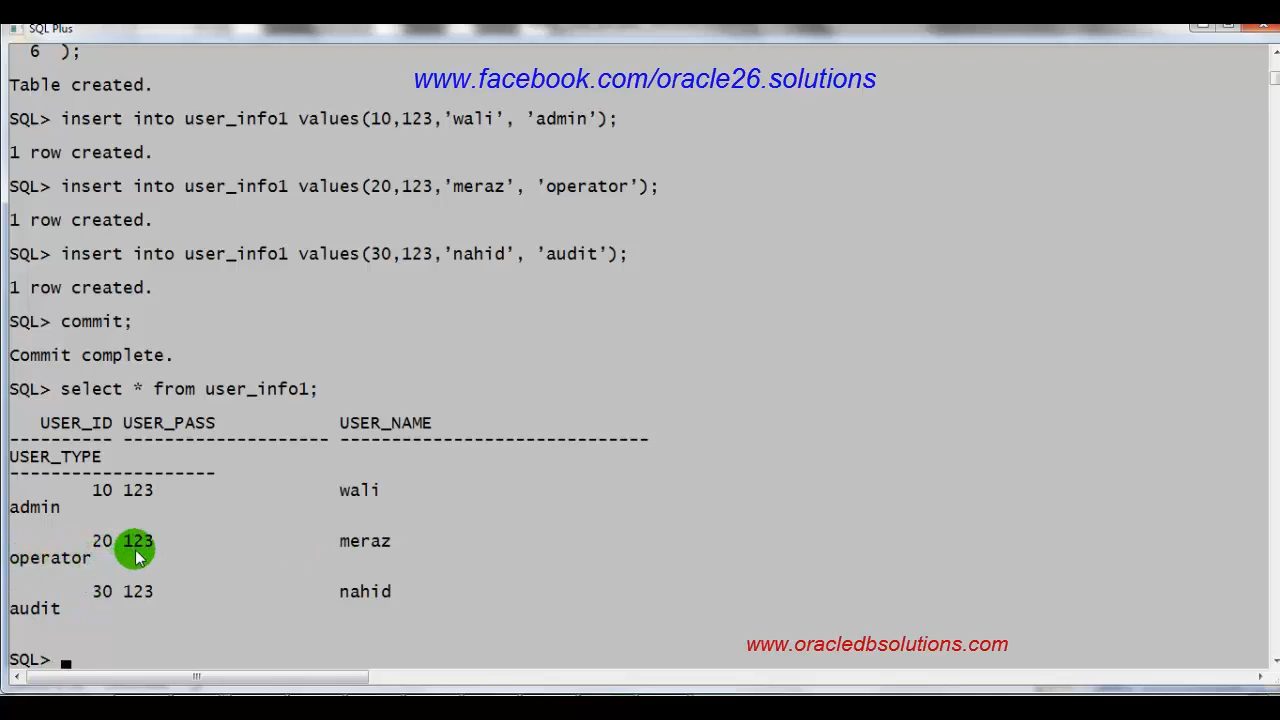 SQL Plus
6 );
Table created.
www.facebook.com/oracle26.solutions
SQL> insert into user_info1 values(10,123,'wali', 'admin');
1 row created.
SQL> insert into user_info1 values(20,123,'meraz', 'operator');
1 row created.
SQL> insert into user_info1 values(30,123,'nahid', 'audit');
1 row created.
SQL> commit;
Commit complete.
SQL> select * from user_info1;
USER_ID USER_PASS USER_NAME
---------- -------------------- ------------------------------
USER_TYPE
--------------------
10 123 wali
admin
20 123 meraz
operator
30 123 nahid
audit
www.oracledbsolutions.com
SQL>